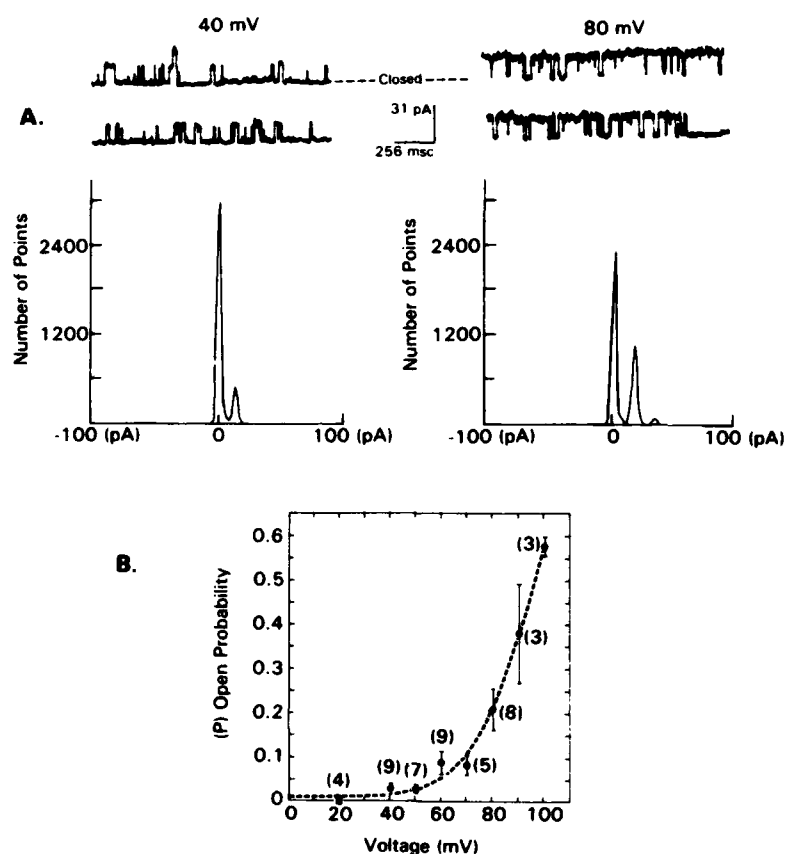 40 mV
80 mV
Closed
A.
31 pA
256 msc
Number of Points
2400
1200
-100 (pA)
0
100 (pA)
Number of Points
2400
1200
-100 (pA)
0
100 (pA)
B.
(P) Open Probability
0.6
0.5
0.4
0.3
0.2
0.1
0
(4)
(9)
(7)
(9)
(5)
(8)
(3)
(3)
0 20 40 60 80 100
Voltage (mV)